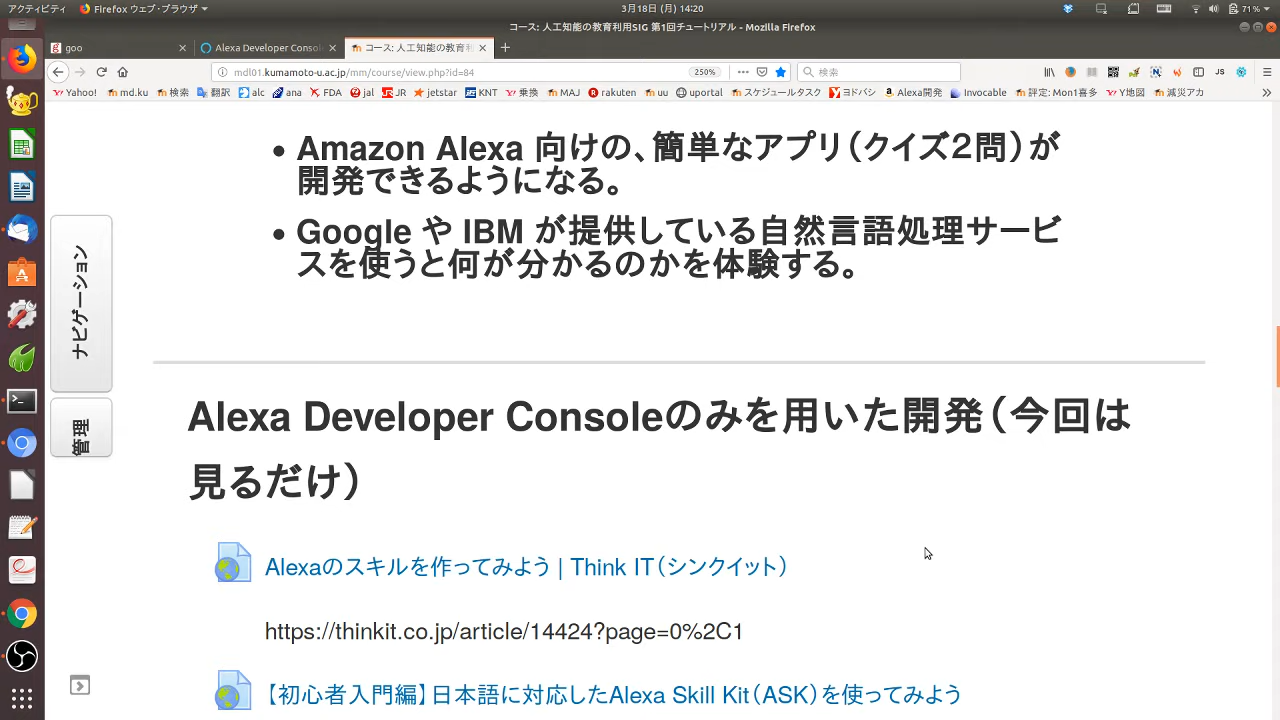 アクティビティ
Firefox ウェブ・ブラウザ
3月18日 (月) 14:20
71 %
コース: 人工知能の教育利用SIG 第1回チュートリアル - Mozilla Firefox
goo
Alexa Developer Consol
コース: 人工知能の教育利
mdl01.kumamoto-u.ac.jp/mm/course/view.php?id=84
250%
検索
Yahoo! md.ku 検索 翻訳 alc ana FDA jal JR jetstar KNT 乗換 MAJ rakuten uu uportal スケジュールタスク ヨドバシ Alexa開発 Invocable 評定: Mon1喜多 Y地図 減災アカ
Amazon Alexa 向けの、簡単なアプリ（クイズ２問）が
開発できるようになる。
Google や IBM が提供している自然言語処理サービ
スを使うと何が分かるのかを体験する。
ナビゲーション
管理
Alexa Developer Consoleのみを用いた開発（今回は
見るだけ）
Alexaのスキルを作ってみよう | Think IT（シンクイット）
https://thinkit.co.jp/article/14424?page=0%2C1
【初心者入門編】日本語に対応したAlexa Skill Kit（ASK）を使ってみよう